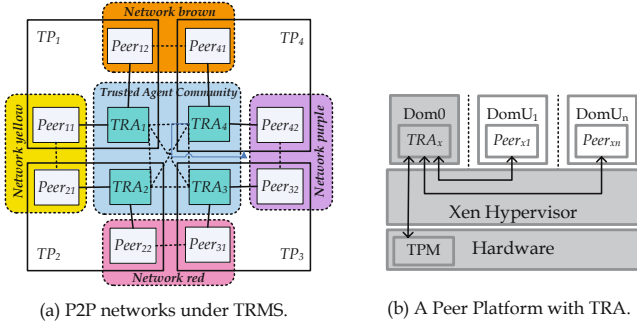 Network brown
TP1
Peer12
Peer41
TP4
Trusted Agent Community
Network yellow
Peer11
TRA1
TRA4
Peer42
Network purple
Peer21
TRA2
TRA3
Peer32
TP2
Peer22
Peer31
TP3
Network red
(a) P2P networks under TRMS.
Dom0
DomU1
DomUn
TRAx
Peerx1
Peerxn
Xen Hypervisor
TPM
Hardware
(b) A Peer Platform with TRA.